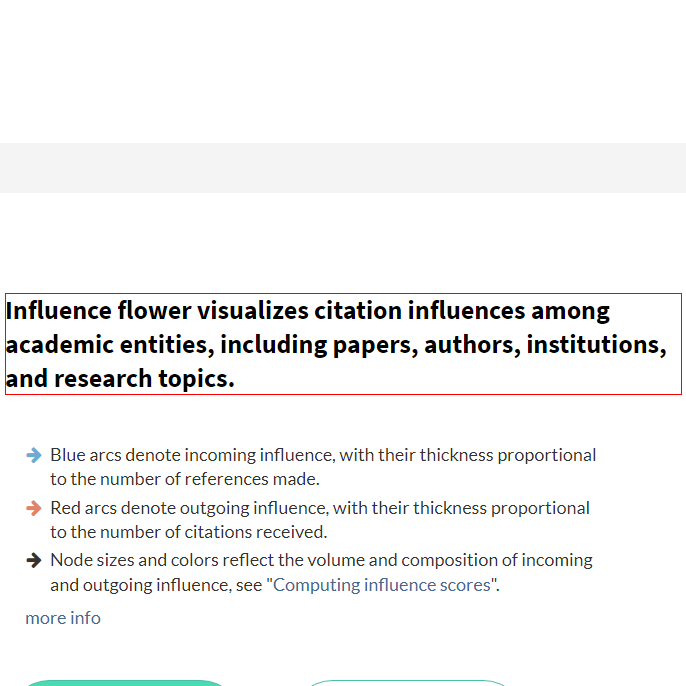 Influence flower visualizes citation influences among
academic entities, including papers, authors, institutions,
and research topics.
Blue arcs denote incoming influence, with their thickness proportional
to the number of references made.
Red arcs denote outgoing influence, with their thickness proportional
to the number of citations received.
Node sizes and colors reflect the volume and composition of incoming
and outgoing influence, see "Computing influence scores".
more info